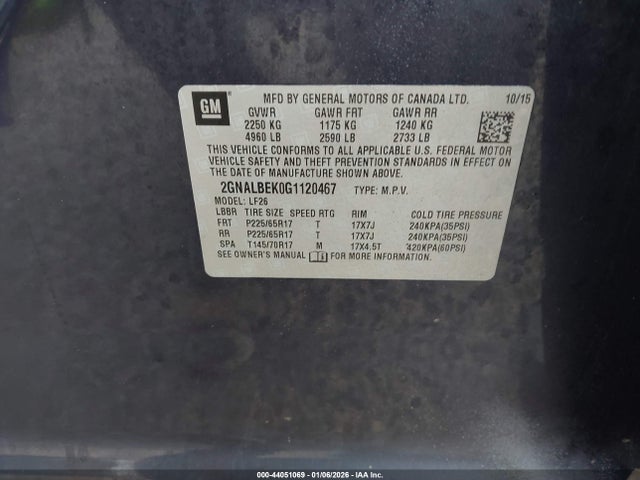 GM
MFD BY GENERAL MOTORS OF CANADA LTD. 10/15
GVWR GAWR FRT GAWR RR
2250 KG 1175 KG 1240 KG
4960 LB 2590 LB 2733 LB
THIS VEHICLE CONFORMS TO ALL APPLICABLE U.S. FEDERAL MOTOR
VEHICLE SAFETY AND THEFT PREVENTION STANDARDS IN EFFECT ON
THE DATE OF MANUFACTURE SHOWN ABOVE.
2GNALBEK0G1120467 TYPE: M.P.V.
MODEL: LF26
LBBR TIRE SIZE SPEED RTG RIM COLD TIRE PRESSURE
FRT P225/65R17 T 17X7J 240KPA(35PSI)
RR P225/65R17 T 17X7J 240KPA(35PSI)
SPA T145/70R17 M 17X4.5T 420KPA(60PSI)
SEE OWNER'S MANUAL FOR MORE INFORMATION.
000-44051069 - 01/06/2026 - IAA Inc.